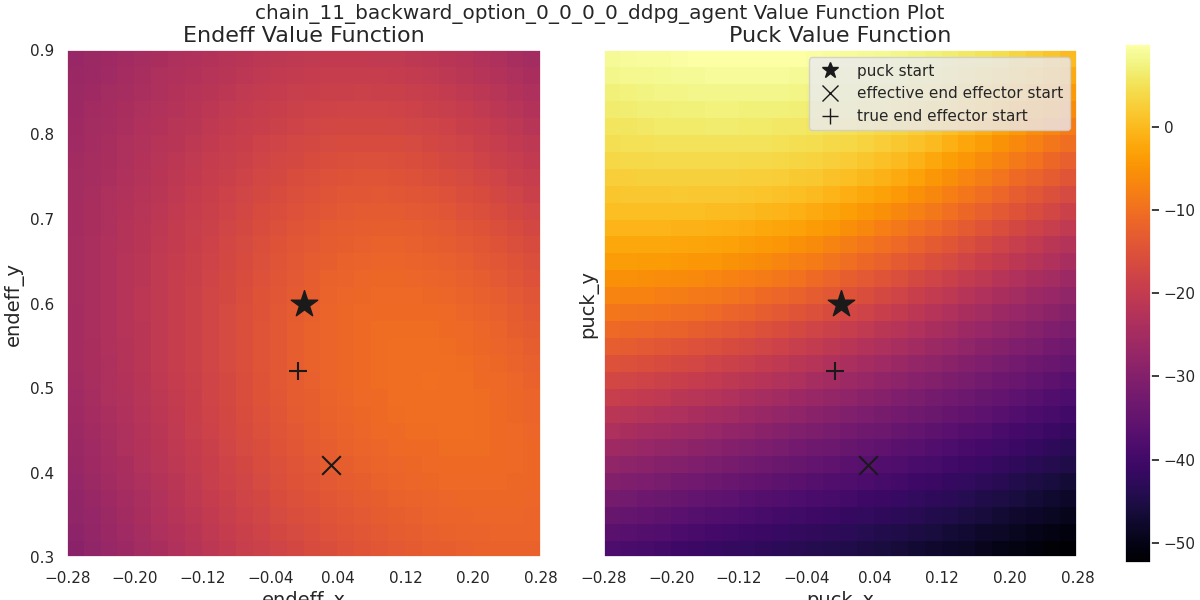 chain_11_backward_option_0_0_0_0_ddpg_agent Value Function Plot
Endeff Value Function
Puck Value Function
puck start
effective end effector start
true end effector start
endeff_y
0.9
0.8
0.7
0.6
0.5
0.4
0.3
−0.28 −0.20 −0.12 −0.04 0.04 0.12 0.20 0.28
endeff_x
puck_y
−0.28 −0.20 −0.12 −0.04 0.04 0.12 0.20 0.28
puck_x
0
−10
−20
−30
−40
−50